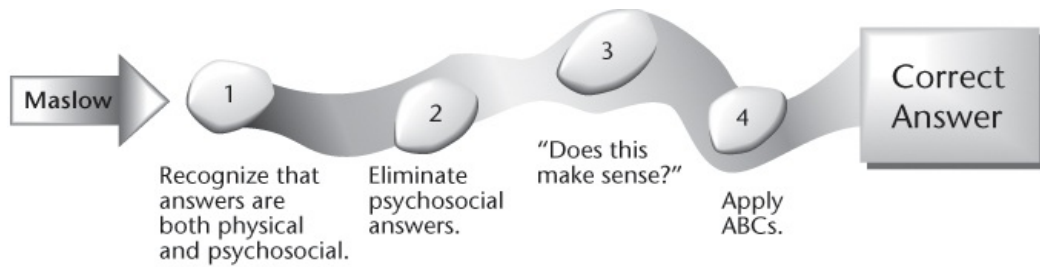 Maslow
1
Recognize that
answers are
both physical
and psychosocial.
2
Eliminate
psychosocial
answers.
3
“Does this
make sense?”
4
Apply
ABCs.
Correct
Answer